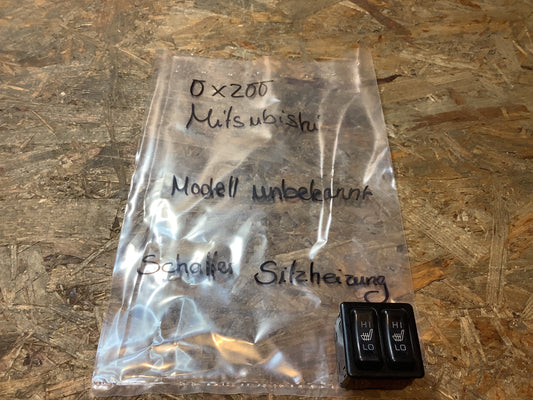 0x200
Mitsubishi
Modell unbekannt
Schalter Sitzheizung
HI HI
LO LO